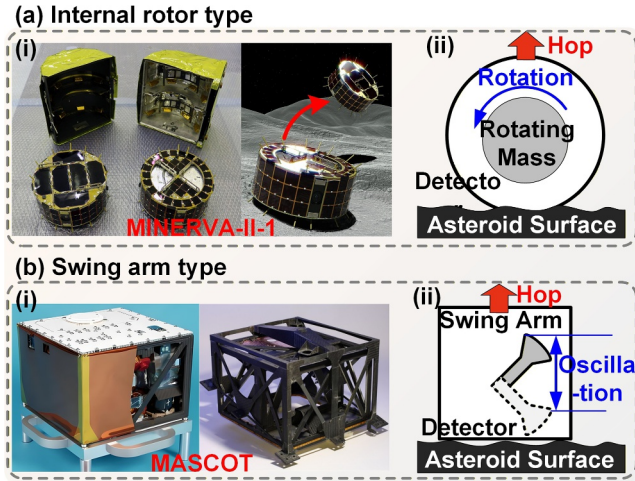 (a) Internal rotor type
(i)
MINERVA-II-1
(ii)
Hop
Rotation
Rotating
Mass
Detecto
Asteroid Surface
(b) Swing arm type
(i)
MASCOT
(ii)
Hop
Swing Arm
Oscilla
-tion
Detector
Asteroid Surface